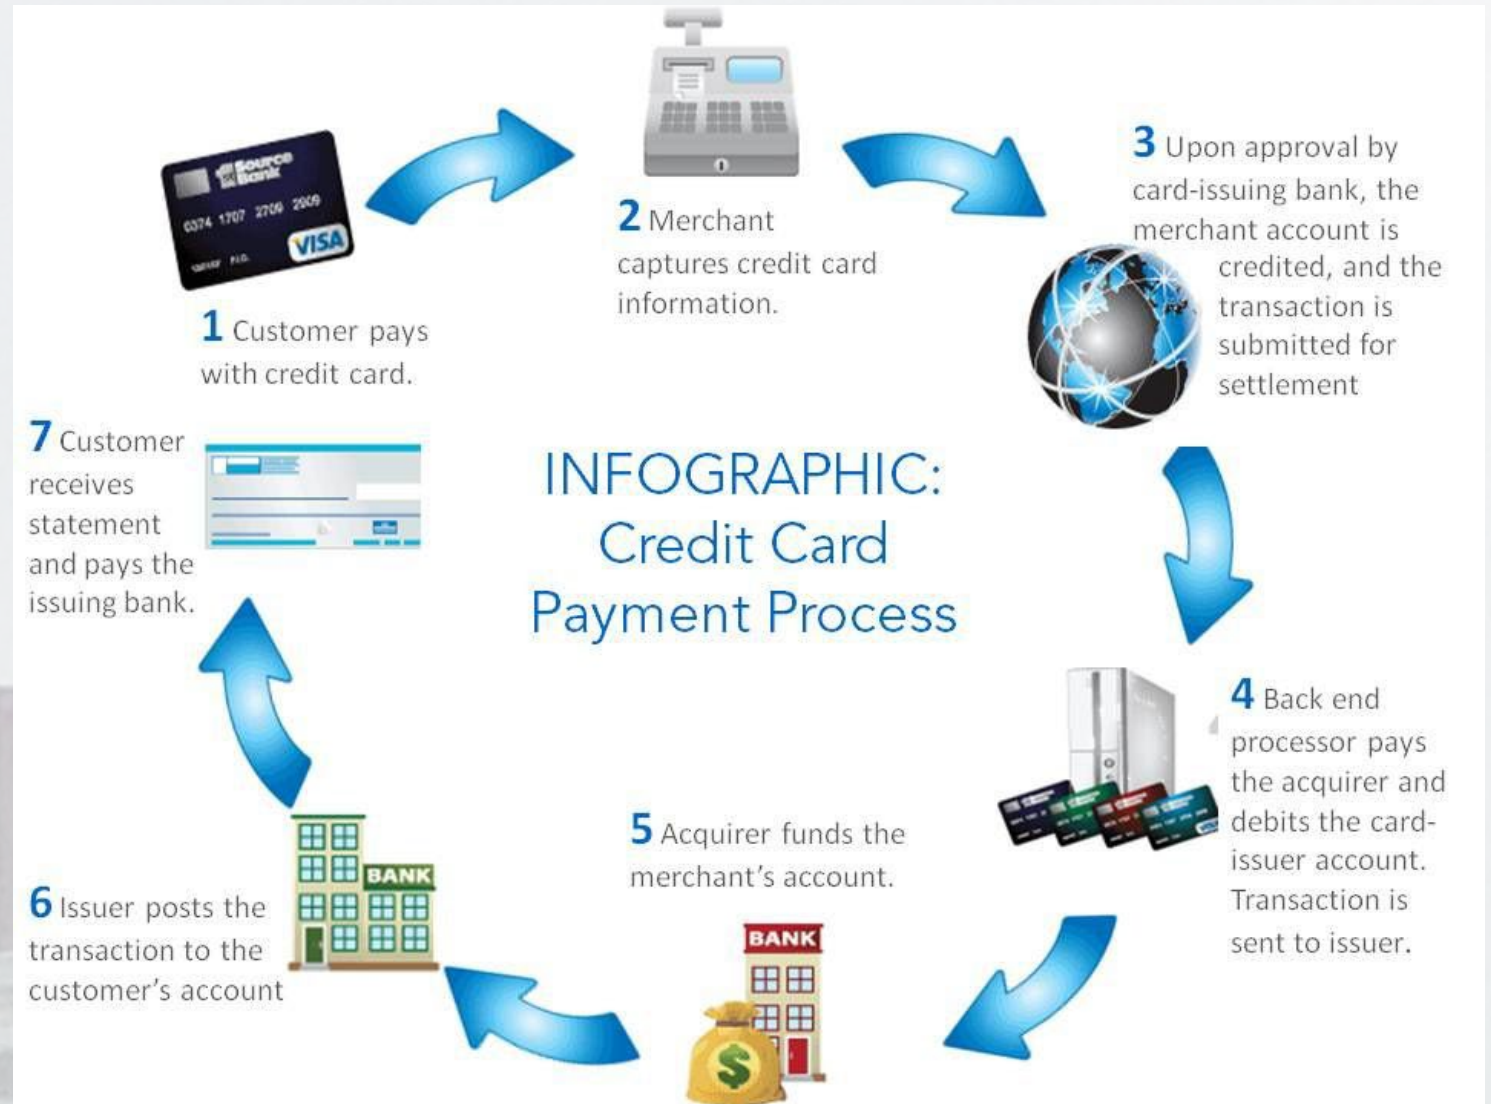 Source
Bank
0374 1707 2709 2909
VISA
1 Customer pays
with credit card.
2 Merchant
captures credit card
information.
3 Upon approval by
card-issuing bank, the
merchant account is
credited, and the
transaction is
submitted for
settlement
INFOGRAPHIC:
Credit Card
Payment Process
4 Back end
processor pays
the acquirer and
debits the card-
issuer account.
Transaction is
sent to issuer.
5 Acquirer funds the
merchant's account.
BANK
$
BANK
6 Issuer posts the
transaction to the
customer's account
7 Customer
receives
statement
and pays the
issuing bank.